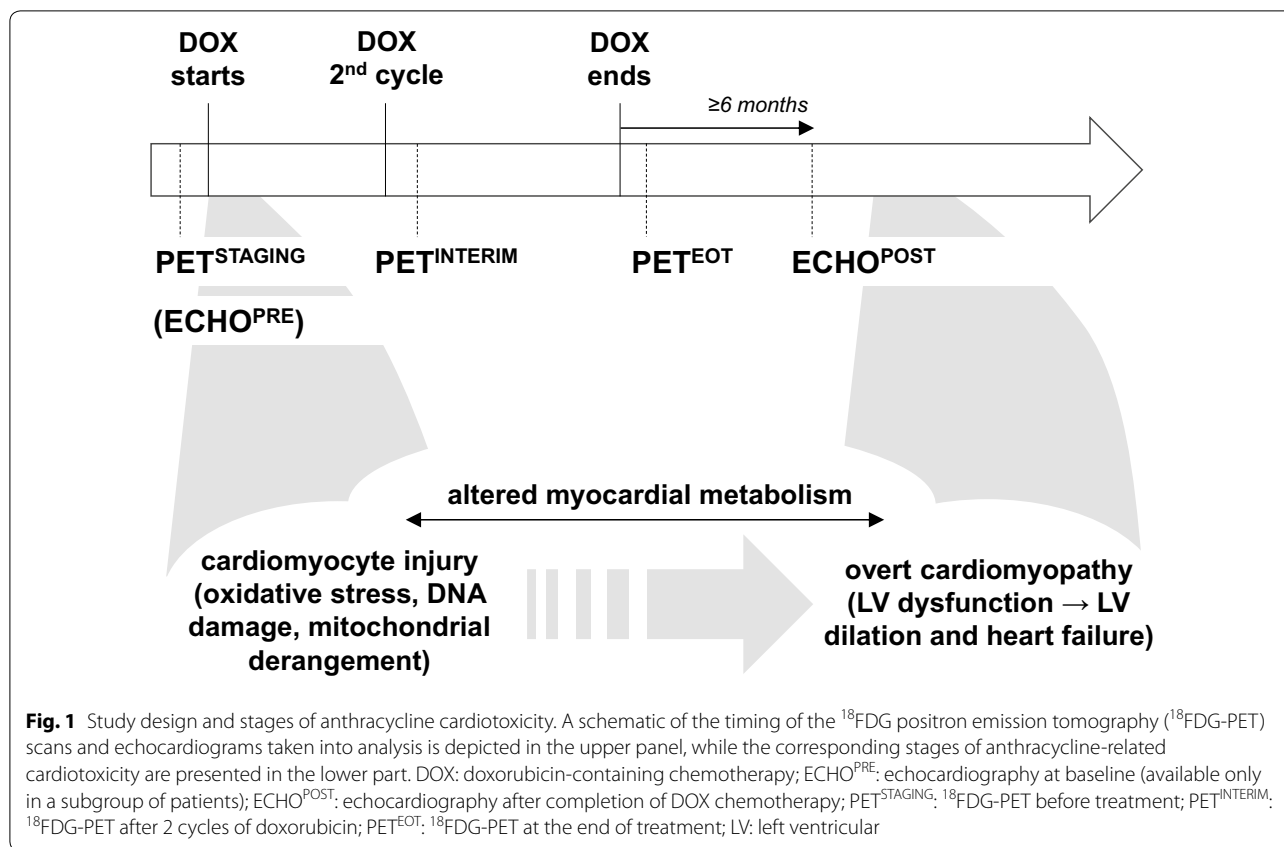 DOX
starts
DOX
2nd cycle
DOX
ends
≥6 months
PETSTAGING
PETINTERIM
PETEOT
ECHOPOST
(ECHOPRE)
altered myocardial metabolism
cardiomyocyte injury
(oxidative stress, DNA
damage, mitochondrial
derangement)
overt cardiomyopathy
(LV dysfunction → LV
dilation and heart failure)
Fig. 1 Study design and stages of anthracycline cardiotoxicity. A schematic of the timing of the 18FDG positron emission tomography (18FDG-PET)
scans and echocardiograms taken into analysis is depicted in the upper panel, while the corresponding stages of anthracycline-related
cardiotoxicity are presented in the lower part. DOX: doxorubicin-containing chemotherapy; ECHOPRE: echocardiography at baseline (available only
in a subgroup of patients); ECHOPOST: echocardiography after completion of DOX chemotherapy; PETSTAGING: 18FDG-PET before treatment; PETINTERIM:
18FDG-PET after 2 cycles of doxorubicin; PETEOT: 18FDG-PET at the end of treatment; LV: left ventricular